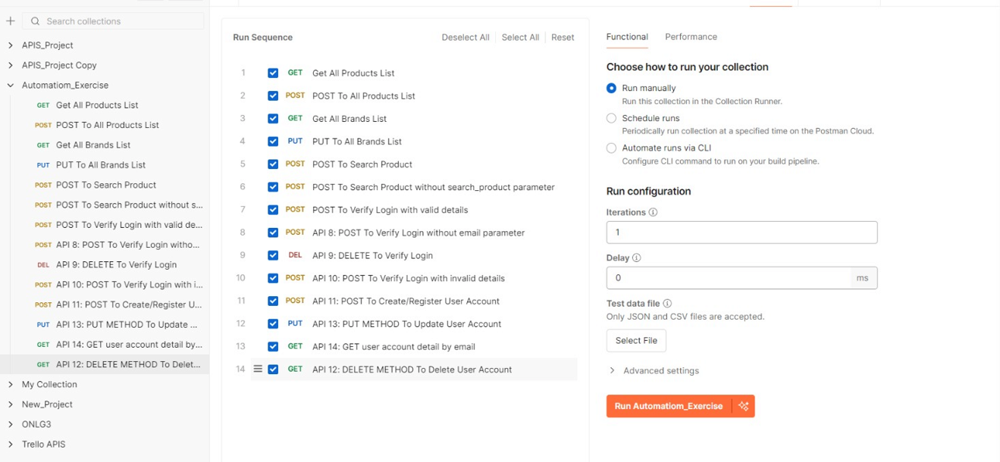 Search collections
APIS_Project
APIS_Project Copy
Automatiom_Exercise
GET Get All Products List
POST POST To All Products List
GET Get All Brands List
PUT PUT To All Brands List
POST POST To Search Product
POST POST To Search Product without s...
POST POST To Verify Login with valid de...
POST API 8: POST To Verify Login witho...
DEL API 9: DELETE To Verify Login
POST API 10: POST To Verify Login with i...
POST API 11: POST To Create/Register U...
PUT API 13: PUT METHOD To Update ...
GET API 14: GET user account detail by...
GET API 12: DELETE METHOD To Delet...
My Collection
New_Project
ONLG3
Trello APIS
Run Sequence Deselect All Select All Reset
1 GET Get All Products List
2 POST POST To All Products List
3 GET Get All Brands List
4 PUT PUT To All Brands List
5 POST POST To Search Product
6 POST POST To Search Product without search_product parameter
7 POST POST To Verify Login with valid details
8 POST API 8: POST To Verify Login without email parameter
9 DEL API 9: DELETE To Verify Login
10 POST API 10: POST To Verify Login with invalid details
11 POST API 11: POST To Create/Register User Account
12 PUT API 13: PUT METHOD To Update User Account
13 GET API 14: GET user account detail by email
14 GET API 12: DELETE METHOD To Delete User Account
Functional Performance
Choose how to run your collection
Run manually
Run this collection in the Collection Runner.
Schedule runs
Periodically run collection at a specified time on the Postman Cloud.
Automate runs via CLI
Configure CLI command to run on your build pipeline.
Run configuration
Iterations
1
Delay
0 ms
Test data file
Only JSON and CSV files are accepted.
Select File
Advanced settings
Run Automatiom_Exercise